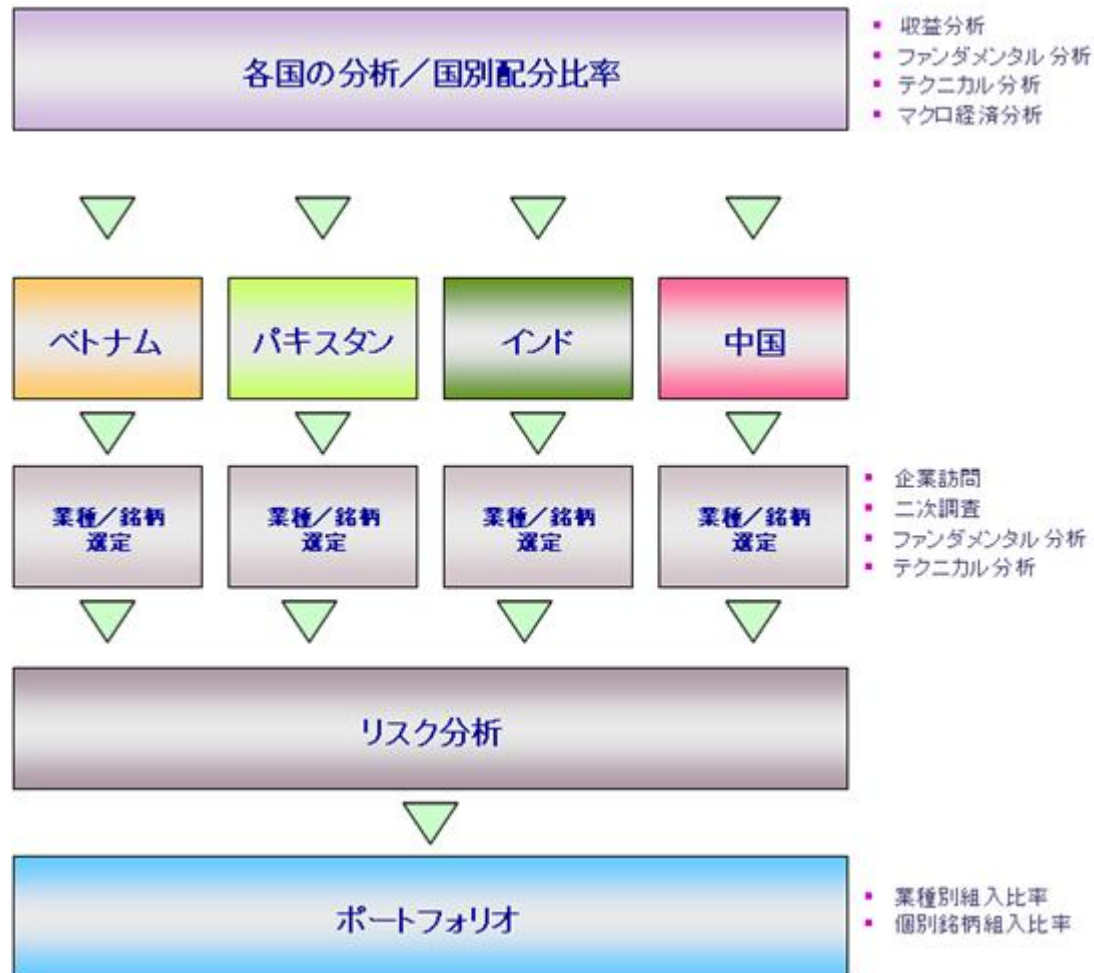 各国の分析／国別配分比率
▪ 収益分析
▪ ファンダメンタル分析
▪ テクニカル分析
▪ マクロ経済分析
ベトナム
パキスタン
インド
中国
業種／銘柄
選定
業種／銘柄
選定
業種／銘柄
選定
業種／銘柄
選定
▪ 企業訪問
▪ 二次調査
▪ ファンダメンタル分析
▪ テクニカル分析
リスク分析
ポートフォリオ
▪ 業種別組入比率
▪ 個別銘柄組入比率